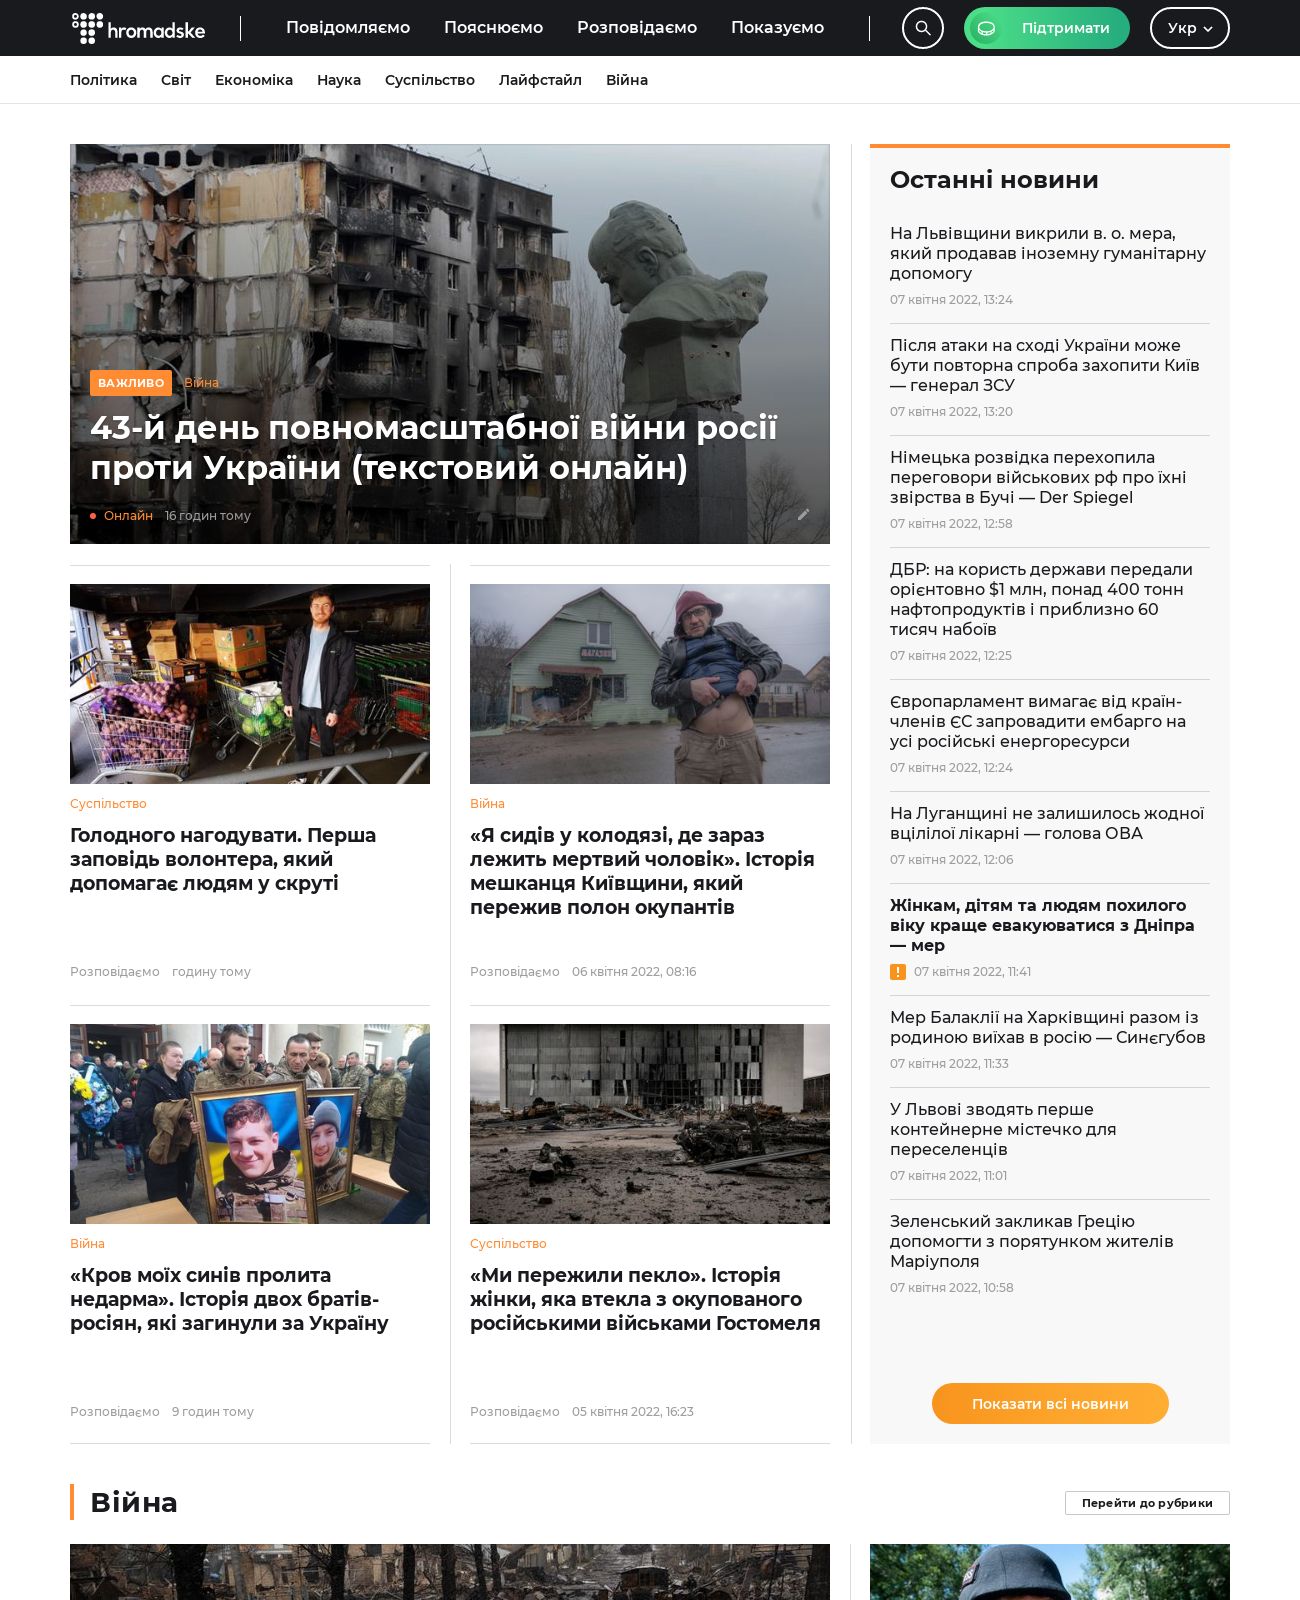 hromadske
Повідомляємо
Пояснюємо
Розповідаємо
Показуємо
Підтримати
Укр
Політика
Світ
Економіка
Наука
Суспільство
Лайфстайл
Війна
ВАЖЛИВО
Війна
43-й день повномасштабної війни росії
проти України (текстовий онлайн)
Онлайн 16 годин тому
МАГАЗИН
Суспільство
Голодного нагодувати. Перша
заповідь волонтера, який
допомагає людям у скруті
Розповідаємо годину тому
Війна
«Я сидів у колодязі, де зараз
лежить мертвий чоловік». Історія
мешканця Київщини, який
пережив полон окупантів
Розповідаємо 06 квітня 2022, 08:16
Війна
«Кров моїх синів пролита
недарма». Історія двох братів-
росіян, які загинули за Україну
Розповідаємо 9 годин тому
Суспільство
«Ми пережили пекло». Історія
жінки, яка втекла з окупованого
російськими військами Гостомеля
Розповідаємо 05 квітня 2022, 16:23
Останні новини
На Львівщини викрили в. о. мера,
який продавав іноземну гуманітарну
допомогу
07 квітня 2022, 13:24
Після атаки на сході України може
бути повторна спроба захопити Київ
— генерал ЗСУ
07 квітня 2022, 13:20
Німецька розвідка перехопила
переговори військових рф про їхні
звірства в Бучі — Der Spiegel
07 квітня 2022, 12:58
ДБР: на користь держави передали
орієнтовно $1 млн, понад 400 тонн
нафтопродуктів і приблизно 60
тисяч набоїв
07 квітня 2022, 12:25
Європарламент вимагає від країн-
членів ЄС запровадити ембарго на
усі російські енергоресурси
07 квітня 2022, 12:24
На Луганщині не залишилось жодної
вцілілої лікарні — голова ОВА
07 квітня 2022, 12:06
Жінкам, дітям та людям похилого
віку краще евакуюватися з Дніпра
— мер
07 квітня 2022, 11:41
Мер Балаклії на Харківщині разом із
родиною виїхав в росію — Синєгубов
07 квітня 2022, 11:33
У Львові зводять перше
контейнерне містечко для
переселенців
07 квітня 2022, 11:01
Зеленський закликав Грецію
допомогти з порятунком жителів
Маріуполя
07 квітня 2022, 10:58
Показати всі новини
Війна
Перейти до рубрики